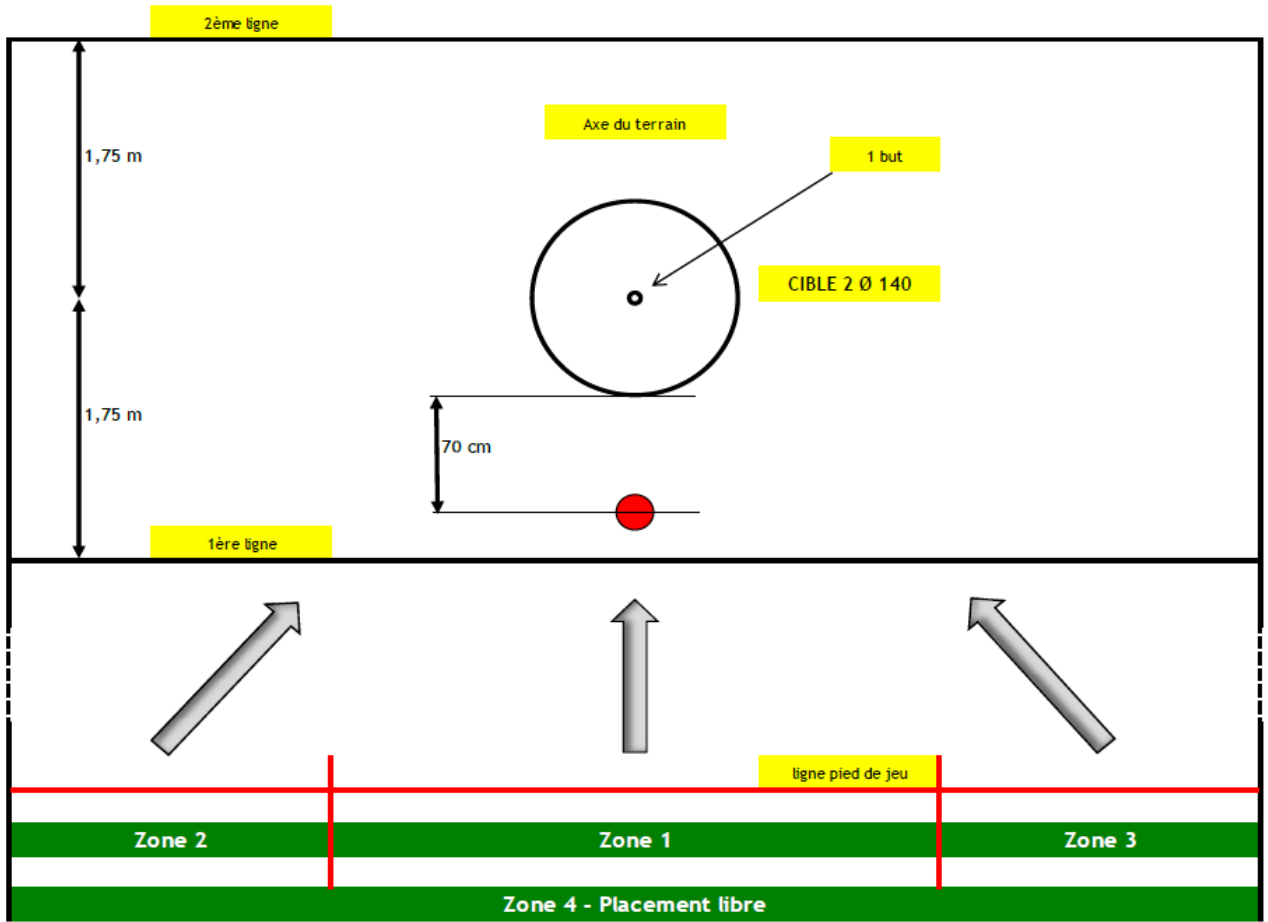 2ème ligne
Axe du terrain
1,75 m
1 but
CIBLE 2 Ø 140
1,75 m
70 cm
1ère ligne
ligne pied de jeu
Zone 2
Zone 1
Zone 3
Zone 4 - Placement libre